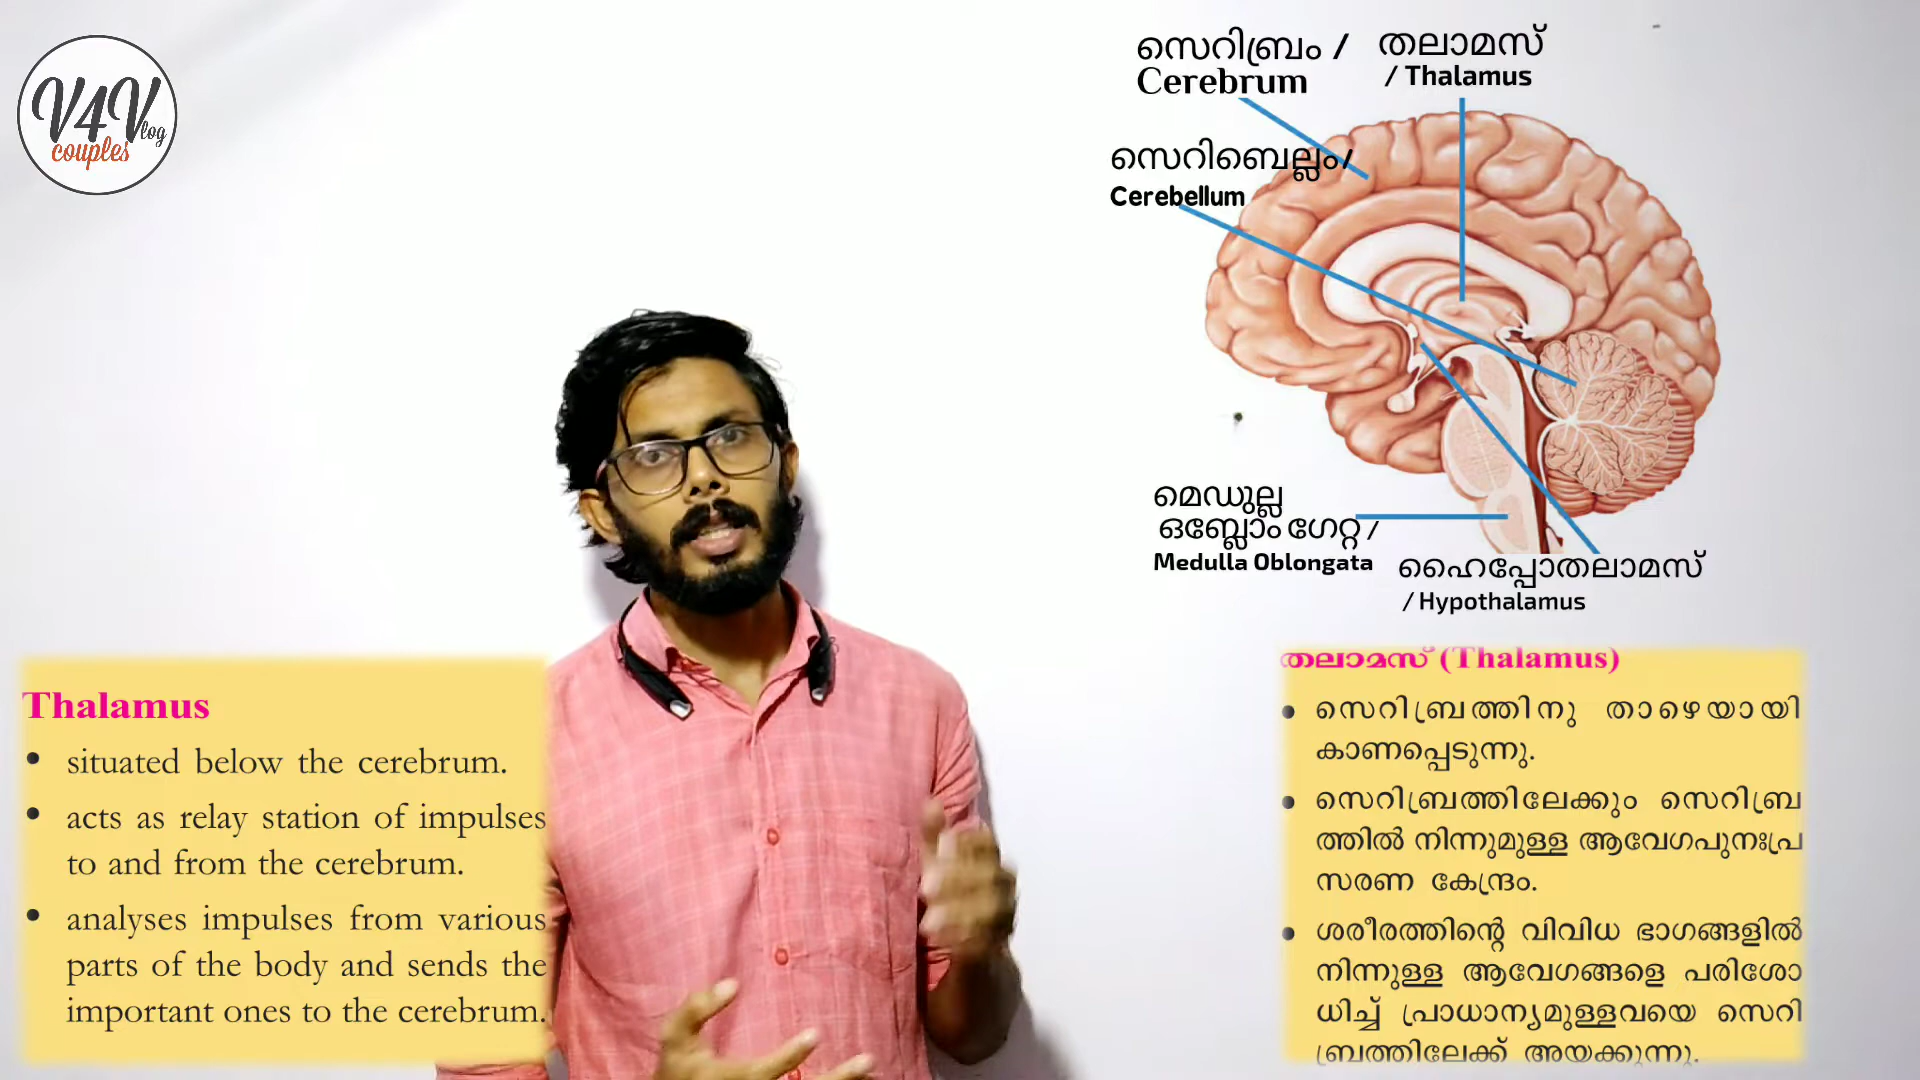 V4Vlog
couples
സെറിബ്രം /
Cerebrum
തലാമസ്
/ Thalamus
സെറിബെല്ലം/
Cerebellum
മെഡുല്ല
ഒബ്ലോംഗേറ്റ /
Medulla Oblongata
ഹൈപ്പോതലാമസ്
/ Hypothalamus
Thalamus
• situated below the cerebrum.
• acts as relay station of impulses
to and from the cerebrum.
• analyses impulses from various
parts of the body and sends the
important ones to the cerebrum.
തലാമസ് (Thalamus)
• സെറിബ്രത്തിനു താഴെയായി
കാണപ്പെടുന്നു.
• സെറിബ്രത്തിലേക്കും സെറിബ്ര
ത്തിൽ നിന്നുമുള്ള ആവേഗപുനഃപ്ര
സരണ കേന്ദ്രം.
• ശരീരത്തിന്റെ വിവിധ ഭാഗങ്ങളിൽ
നിന്നുള്ള ആവേഗങ്ങളെ പരിശോ
ധിച്ച് പ്രാധാന്യമുള്ളവയെ സെറി
ബ്രത്തിലേക്ക് അയക്കുന്നു.